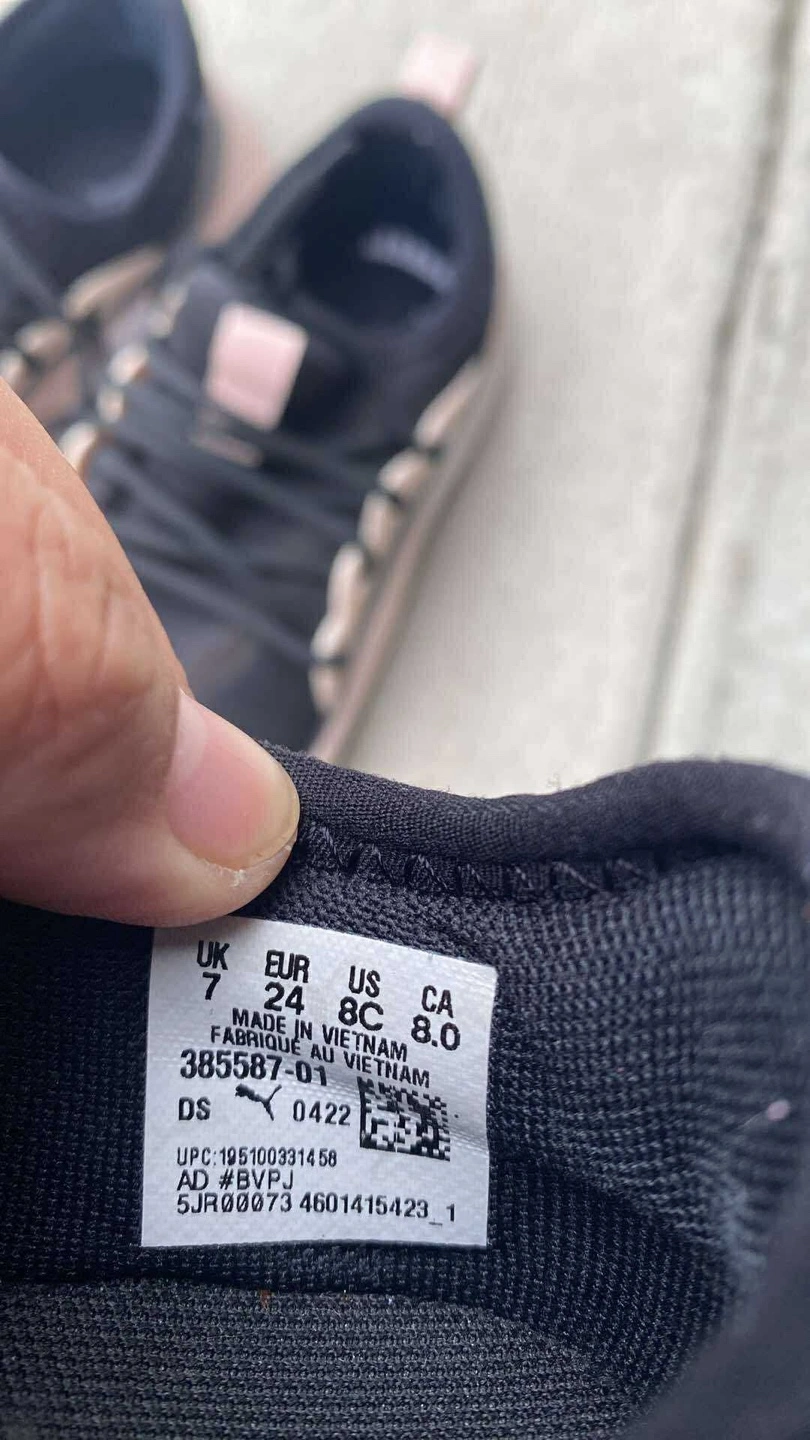 UK EUR US CA
7 24 8C 8.0
MADE IN VIETNAM
FABRIQUÉ AU VIETNAM
385587-01
DS 0422
UPC:195100331458
AD #BVPJ
5JR00073 4601415423_1